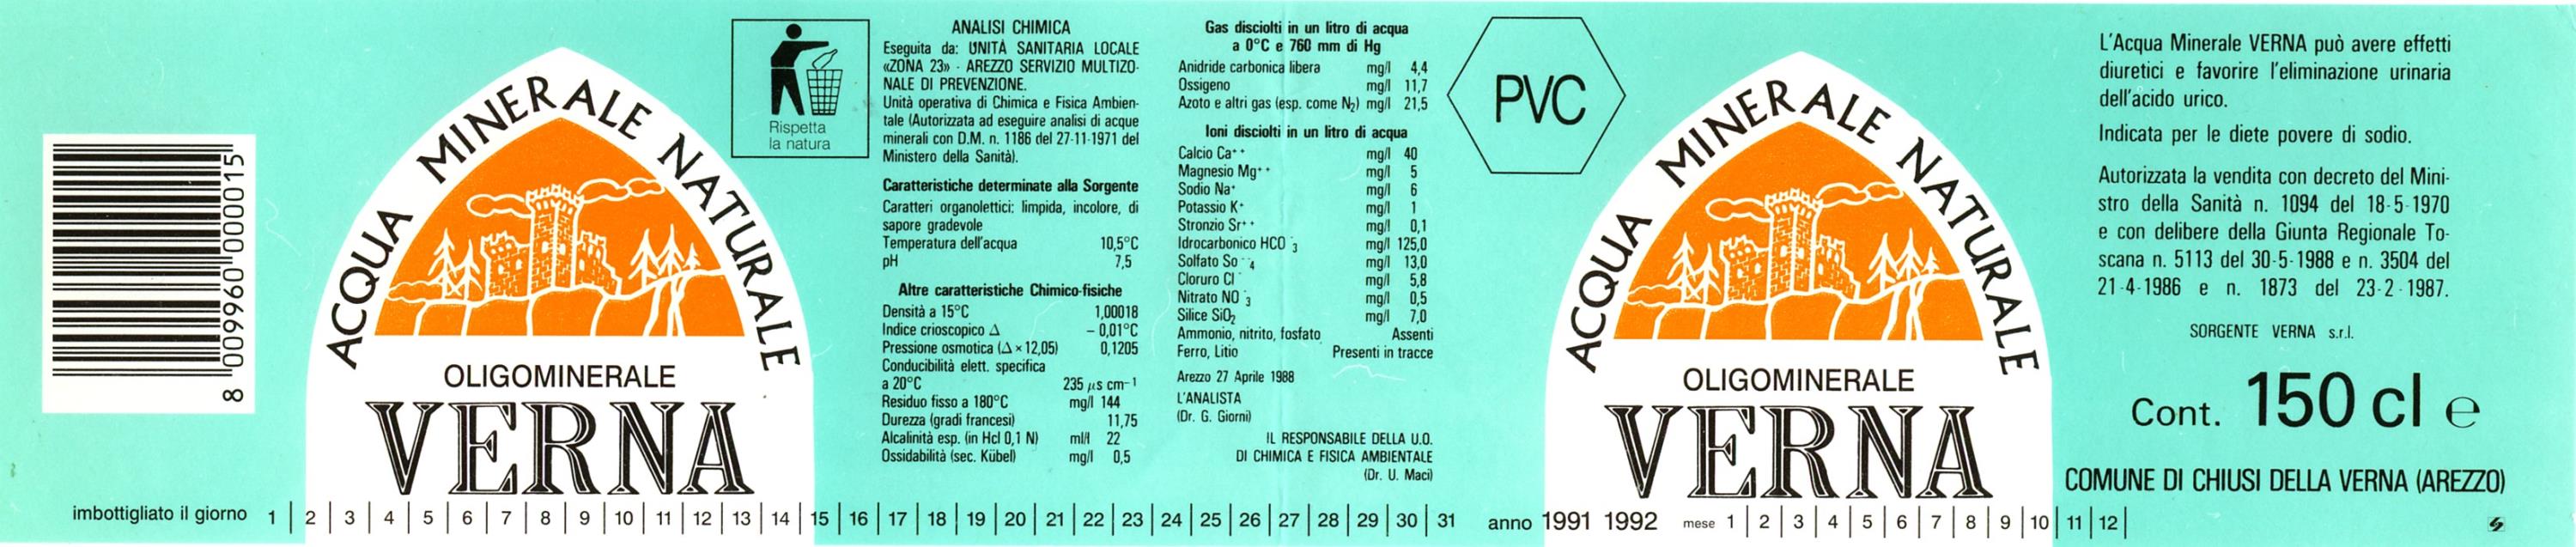 8 009960 000015
ACQUA MINERALE NATURALE
OLIGOMINERALE
VERNA
Rispetta
la natura
ANALISI CHIMICA
Eseguita da: UNITÀ SANITARIA LOCALE
«ZONA 23» - AREZZO SERVIZIO MULTIZO-
NALE DI PREVENZIONE.
Unità operativa di Chimica e Fisica Ambien-
tale (Autorizzata ad eseguire analisi di acque
minerali con D.M. n. 1186 del 27-11-1971 del
Ministero della Sanità).
Caratteristiche determinate alla Sorgente
Caratteri organolettici: limpida, incolore, di
sapore gradevole
Temperatura dell'acqua 10,5°C
pH 7,5
Altre caratteristiche Chimico-fisiche
Densità a 15°C 1,00018
Indice crioscopico Δ – 0,01°C
Pressione osmotica (Δ × 12,05) 0,1205
Conducibilità elett. specifica
a 20°C 235 µs cm-1
Residuo fisso a 180°C mg/l 144
Durezza (gradi francesi) 11,75
Alcalinità esp. (in Hcl 0,1 N) ml/l 22
Ossidabilità (sec. Kübel) mg/l 0,5
Gas disciolti in un litro di acqua
a 0°C e 760 mm di Hg
Anidride carbonica libera mg/l 4,4
Ossigeno mg/l 11,7
Azoto e altri gas (esp. come N2) mg/l 21,5
Ioni disciolti in un litro di acqua
Calcio Ca++ mg/l 40
Magnesio Mg++ mg/l 5
Sodio Na+ mg/l 6
Potassio K+ mg/l 1
Stronzio Sr++ mg/l 0,1
Idrocarbonico HCO-3 mg/l 125,0
Solfato So--4 mg/l 13,0
Cloruro Cl- mg/l 5,8
Nitrato NO-3 mg/l 0,5
Silice SiO2 mg/l 7,0
Ammonio, nitrito, fosfato Assenti
Ferro, Litio Presenti in tracce
Arezzo 27 Aprile 1988
L'ANALISTA
(Dr. G. Giorni)
IL RESPONSABILE DELLA U.O.
DI CHIMICA E FISICA AMBIENTALE
(Dr. U. Maci)
PVC
ACQUA MINERALE NATURALE
OLIGOMINERALE
VERNA
L'Acqua Minerale VERNA può avere effetti
diuretici e favorire l'eliminazione urinaria
dell'acido urico.
Indicata per le diete povere di sodio.
Autorizzata la vendita con decreto del Mini-
stro della Sanità n. 1094 del 18-5-1970
e con delibere della Giunta Regionale To-
scana n. 5113 del 30-5-1988 e n. 3504 del
21-4-1986 e n. 1873 del 23-2-1987.
SORGENTE VERNA s.r.l.
Cont. 150 cl e
COMUNE DI CHIUSI DELLA VERNA (AREZZO)
imbottigliato il giorno 1 | 2 | 3 | 4 | 5 | 6 | 7 | 8 | 9 | 10 | 11 | 12 | 13 | 14 | 15 | 16 | 17 | 18 | 19 | 20 | 21 | 22 | 23 | 24 | 25 | 26 | 27 | 28 | 29 | 30 | 31 anno 1991 1992 mese 1 | 2 | 3 | 4 | 5 | 6 | 7 | 8 | 9 | 10 | 11 | 12 |